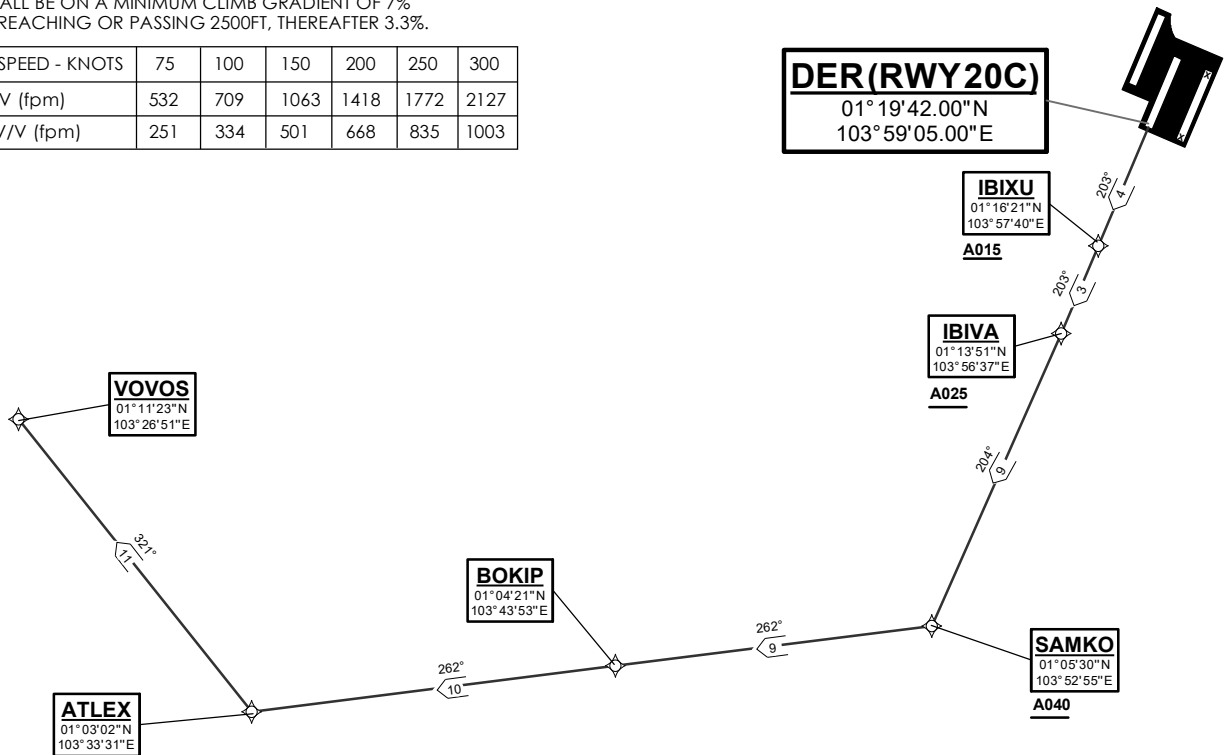 ALL BE ON A MINIMUM CLIMB GRADIENT OF 7%
REACHING OR PASSING 2500FT, THEREAFTER 3.3%.
SPEED - KNOTS 75 100 150 200 250 300
V (fpm) 532 709 1063 1418 1772 2127
V/V (fpm) 251 334 501 668 835 1003
DER(RWY20C)
01°19'42.00"N
103°59'05.00"E
203°
4
IBIXU
01°16'21"N
103°57'40"E
A015
203°
3
IBIVA
01°13'51"N
103°56'37"E
A025
204°
9
SAMKO
01°05'30"N
103°52'55"E
A040
262°
9
BOKIP
01°04'21"N
103°43'53"E
262°
10
ATLEX
01°03'02"N
103°33'31"E
321°
11
VOVOS
01°11'23"N
103°26'51"E
x
x